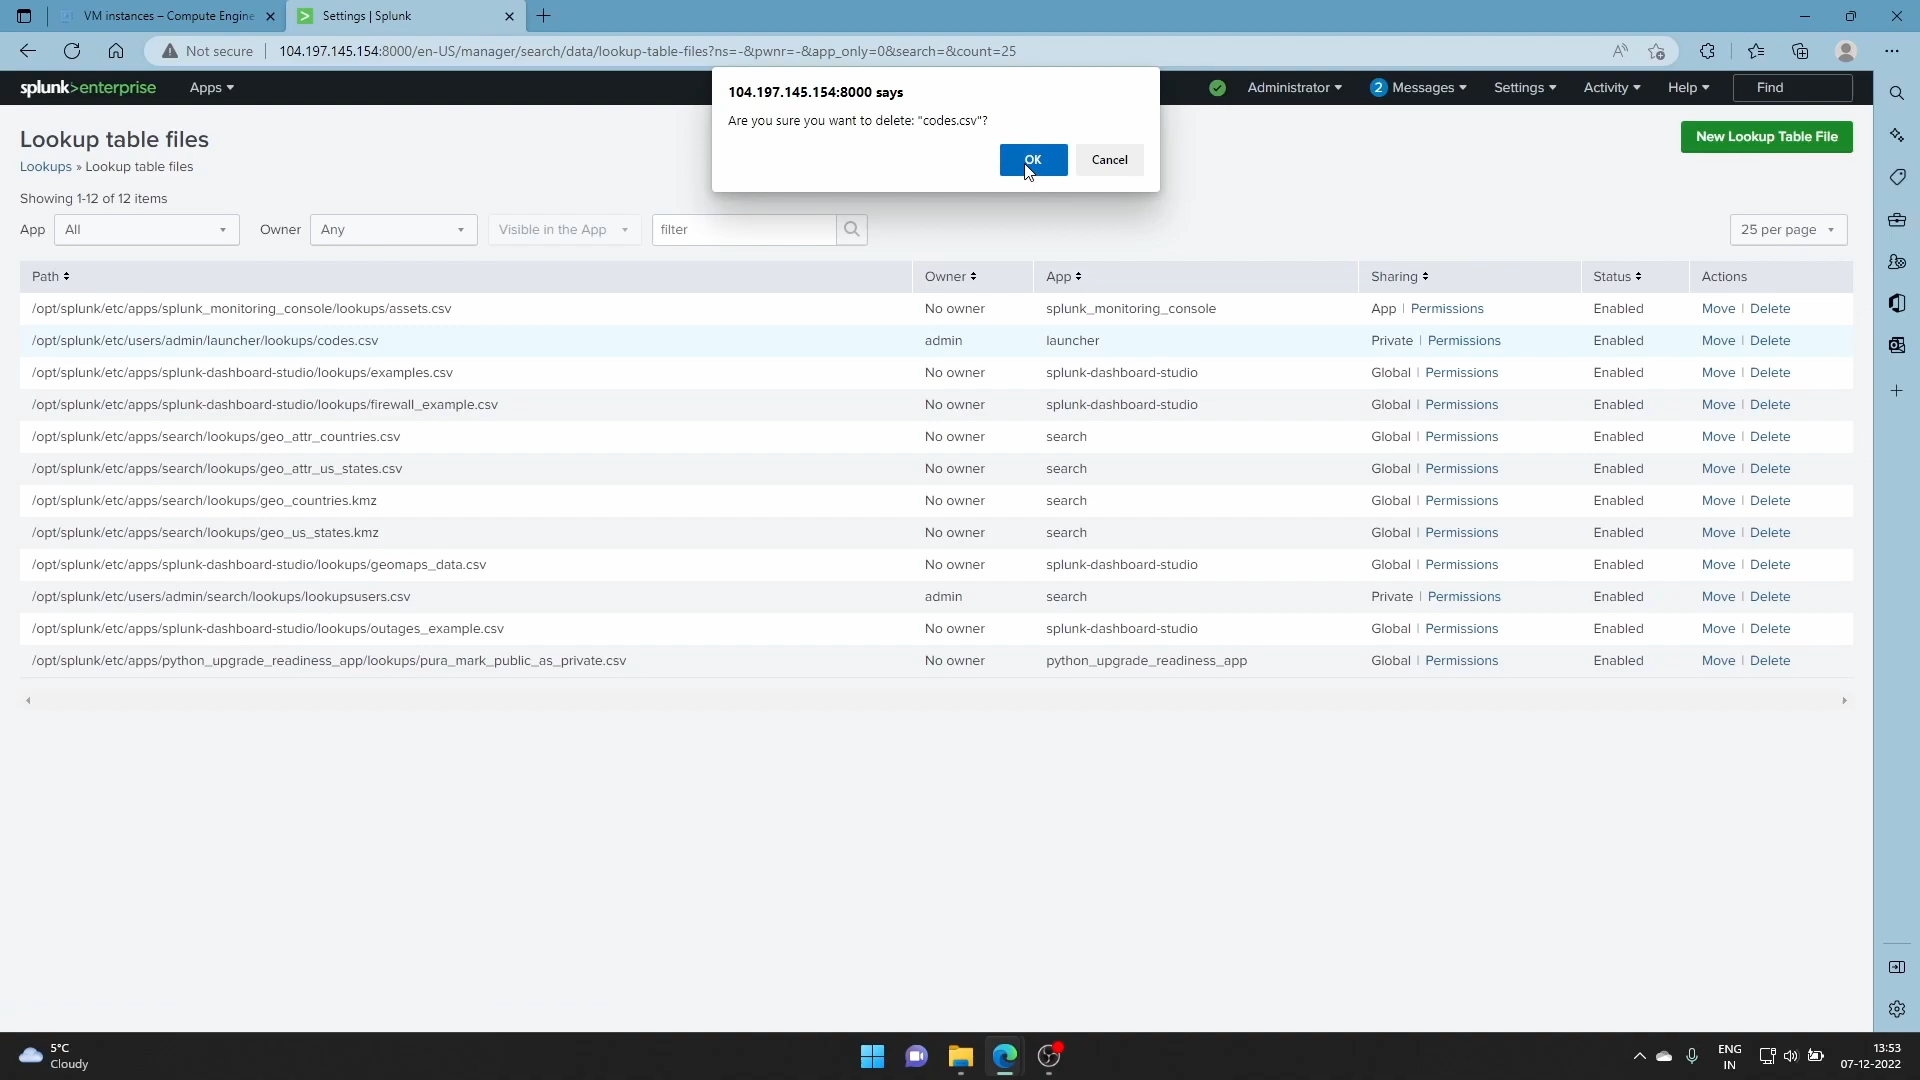 VM instances – Compute Engine
Settings | Splunk
Not secure
104.197.145.154:8000/en-US/manager/search/data/lookup-table-files?ns=-&pwnr=-&app_only=0&search=&count=25
splunk>enterprise
Apps
Administrator
2 Messages
Settings
Activity
Help
Find
104.197.145.154:8000 says
Are you sure you want to delete: "codes.csv"?
OK
Cancel
Lookup table files
New Lookup Table File
Lookups » Lookup table files
Showing 1-12 of 12 items
App All Owner Any Visible in the App filter 25 per page
Path Owner App Sharing Status Actions
/opt/splunk/etc/apps/splunk_monitoring_console/lookups/assets.csv No owner splunk_monitoring_console App | Permissions Enabled Move | Delete
/opt/splunk/etc/users/admin/launcher/lookups/codes.csv admin launcher Private | Permissions Enabled Move | Delete
/opt/splunk/etc/apps/splunk-dashboard-studio/lookups/examples.csv No owner splunk-dashboard-studio Global | Permissions Enabled Move | Delete
/opt/splunk/etc/apps/splunk-dashboard-studio/lookups/firewall_example.csv No owner splunk-dashboard-studio Global | Permissions Enabled Move | Delete
/opt/splunk/etc/apps/search/lookups/geo_attr_countries.csv No owner search Global | Permissions Enabled Move | Delete
/opt/splunk/etc/apps/search/lookups/geo_attr_us_states.csv No owner search Global | Permissions Enabled Move | Delete
/opt/splunk/etc/apps/search/lookups/geo_countries.kmz No owner search Global | Permissions Enabled Move | Delete
/opt/splunk/etc/apps/search/lookups/geo_us_states.kmz No owner search Global | Permissions Enabled Move | Delete
/opt/splunk/etc/apps/splunk-dashboard-studio/lookups/geomaps_data.csv No owner splunk-dashboard-studio Global | Permissions Enabled Move | Delete
/opt/splunk/etc/users/admin/search/lookups/lookupsusers.csv admin search Private | Permissions Enabled Move | Delete
/opt/splunk/etc/apps/splunk-dashboard-studio/lookups/outages_example.csv No owner splunk-dashboard-studio Global | Permissions Enabled Move | Delete
/opt/splunk/etc/apps/python_upgrade_readiness_app/lookups/pura_mark_public_as_private.csv No owner python_upgrade_readiness_app Global | Permissions Enabled Move | Delete
5°C
Cloudy
ENG
IN
13:53
07-12-2022